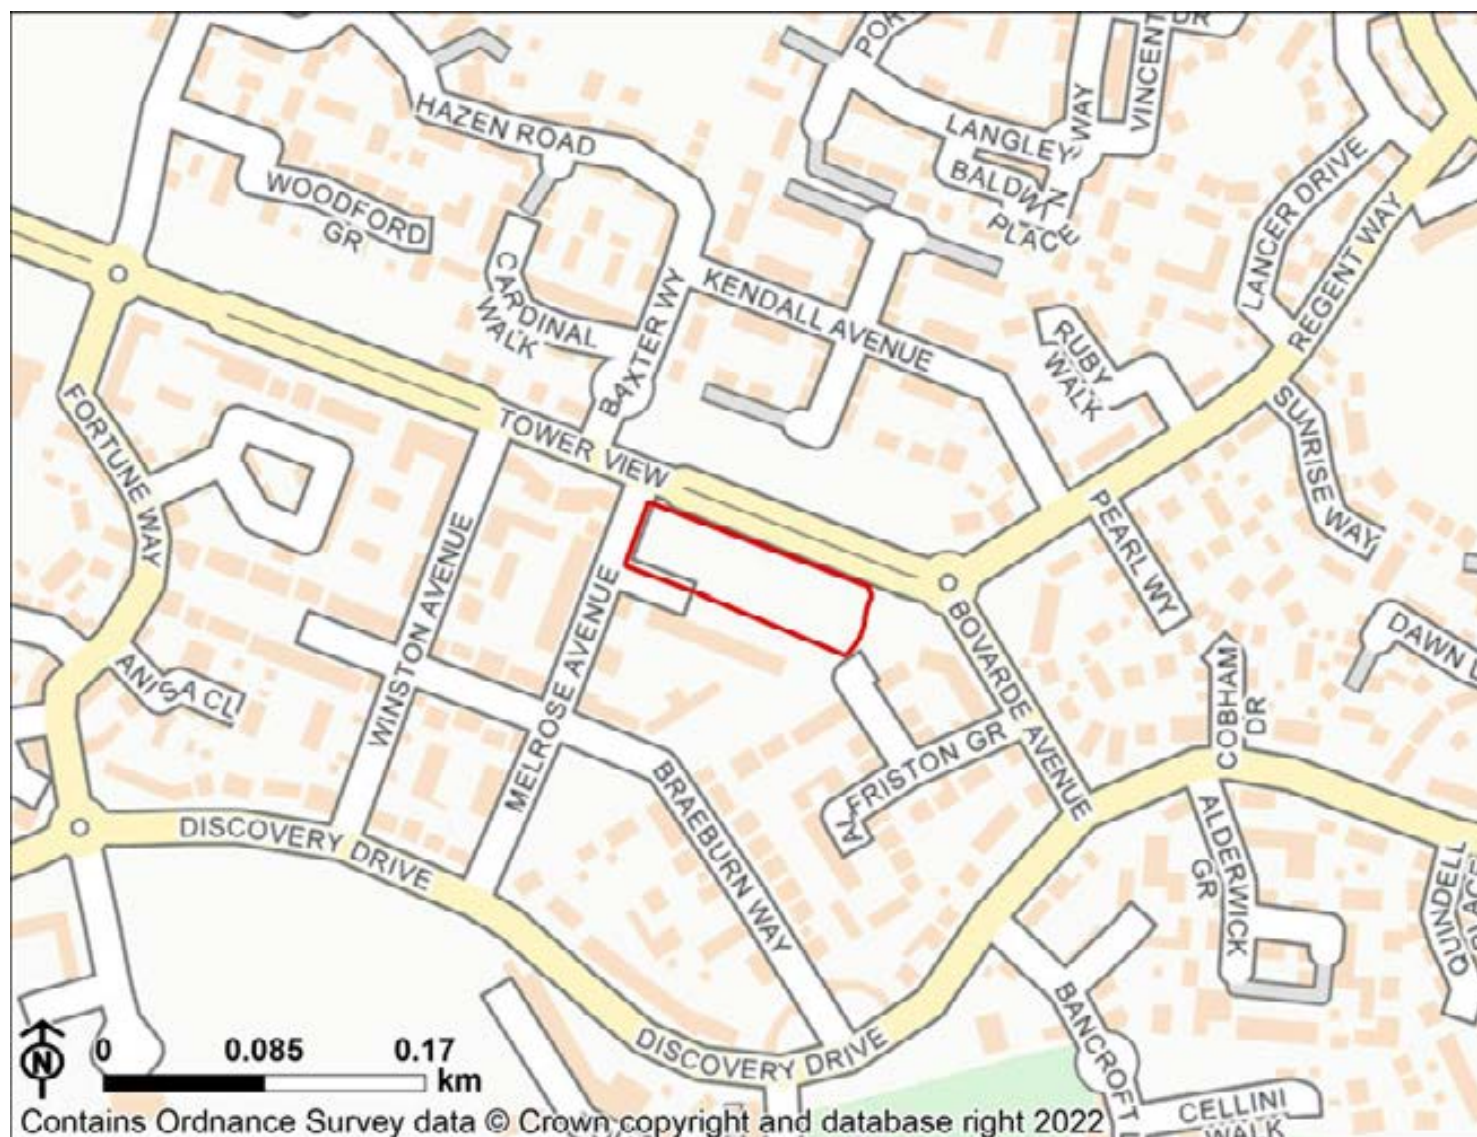 POR
DR
VINCENT
WAY
HAZEN ROAD
LANGLEY
BALDWIN
PLACE
LANCER DRIVE
REGENT WAY
WOODFORD
GR
CARDINAL
WALK
BAXTER WY
KENDALL AVENUE
RUBY
WALK
SUNRISE WAY
TOWER VIEW
FORTUNE WAY
WINSTON AVENUE
MELROSE AVENUE
PEARL WY
BOVARDE AVENUE
DAWN
COBHAM
DR
ANISA CL
ALFRISTON GR
BRAEBURN WAY
DISCOVERY DRIVE
ALDERWICK
GR
QUINDELL
DISCOVERY DRIVE
BANCROFT
CELLINI
WALK
N
0 0.085 0.17
km
Contains Ordnance Survey data © Crown copyright and database right 2022